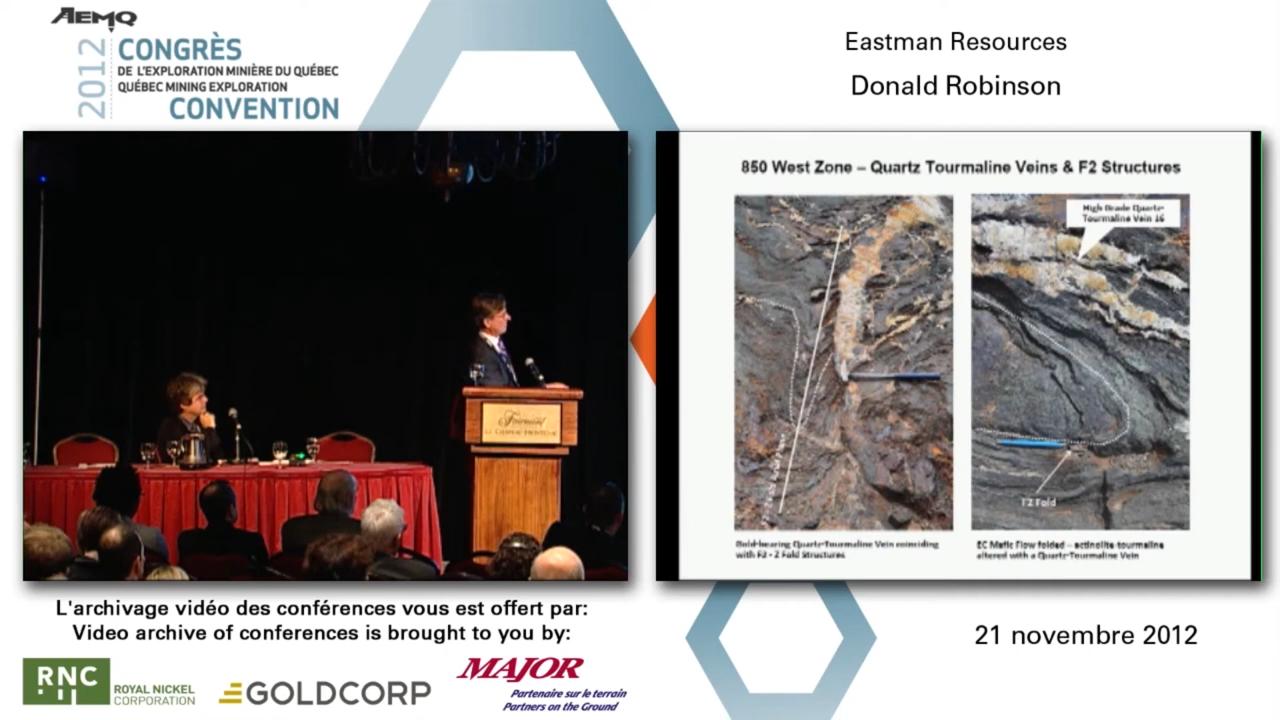 AEMQ
2012
CONGRÈS
DE L'EXPLORATION MINIÈRE DU QUÉBEC
QUÉBEC MINING EXPLORATION
CONVENTION
Eastman Resources
Donald Robinson
Fairmont
LE CHÂTEAU FRONTENAC
850 West Zone – Quartz Tourmaline Veins & F2 Structures
High Grade Quartz-
Tourmaline Vein 16
F2 Fold
Gold-bearing Quartz-Tourmaline Vein coinciding
with F2 - Z Fold Structures
EC Mafic Flow folded – actinolite-tourmaline
altered with a Quartz-Tourmaline Vein
L'archivage vidéo des conférences vous est offert par:
Video archive of conferences is brought to you by:
21 novembre 2012
RNC
ROYAL NICKEL
CORPORATION
GOLDCORP
MAJOR
Partenaire sur le terrain
Partners on the Ground